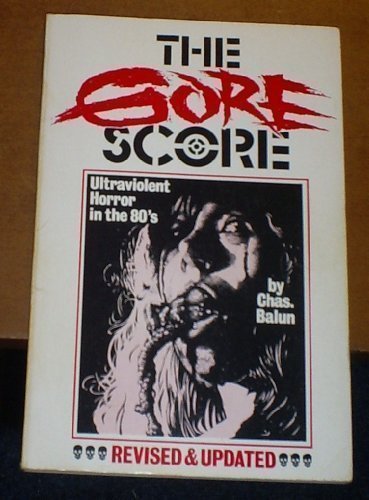 THE
GORE
SCORE
Ultraviolent
Horror
in the 80's
by
Chas.
Balun
REVISED & UPDATED